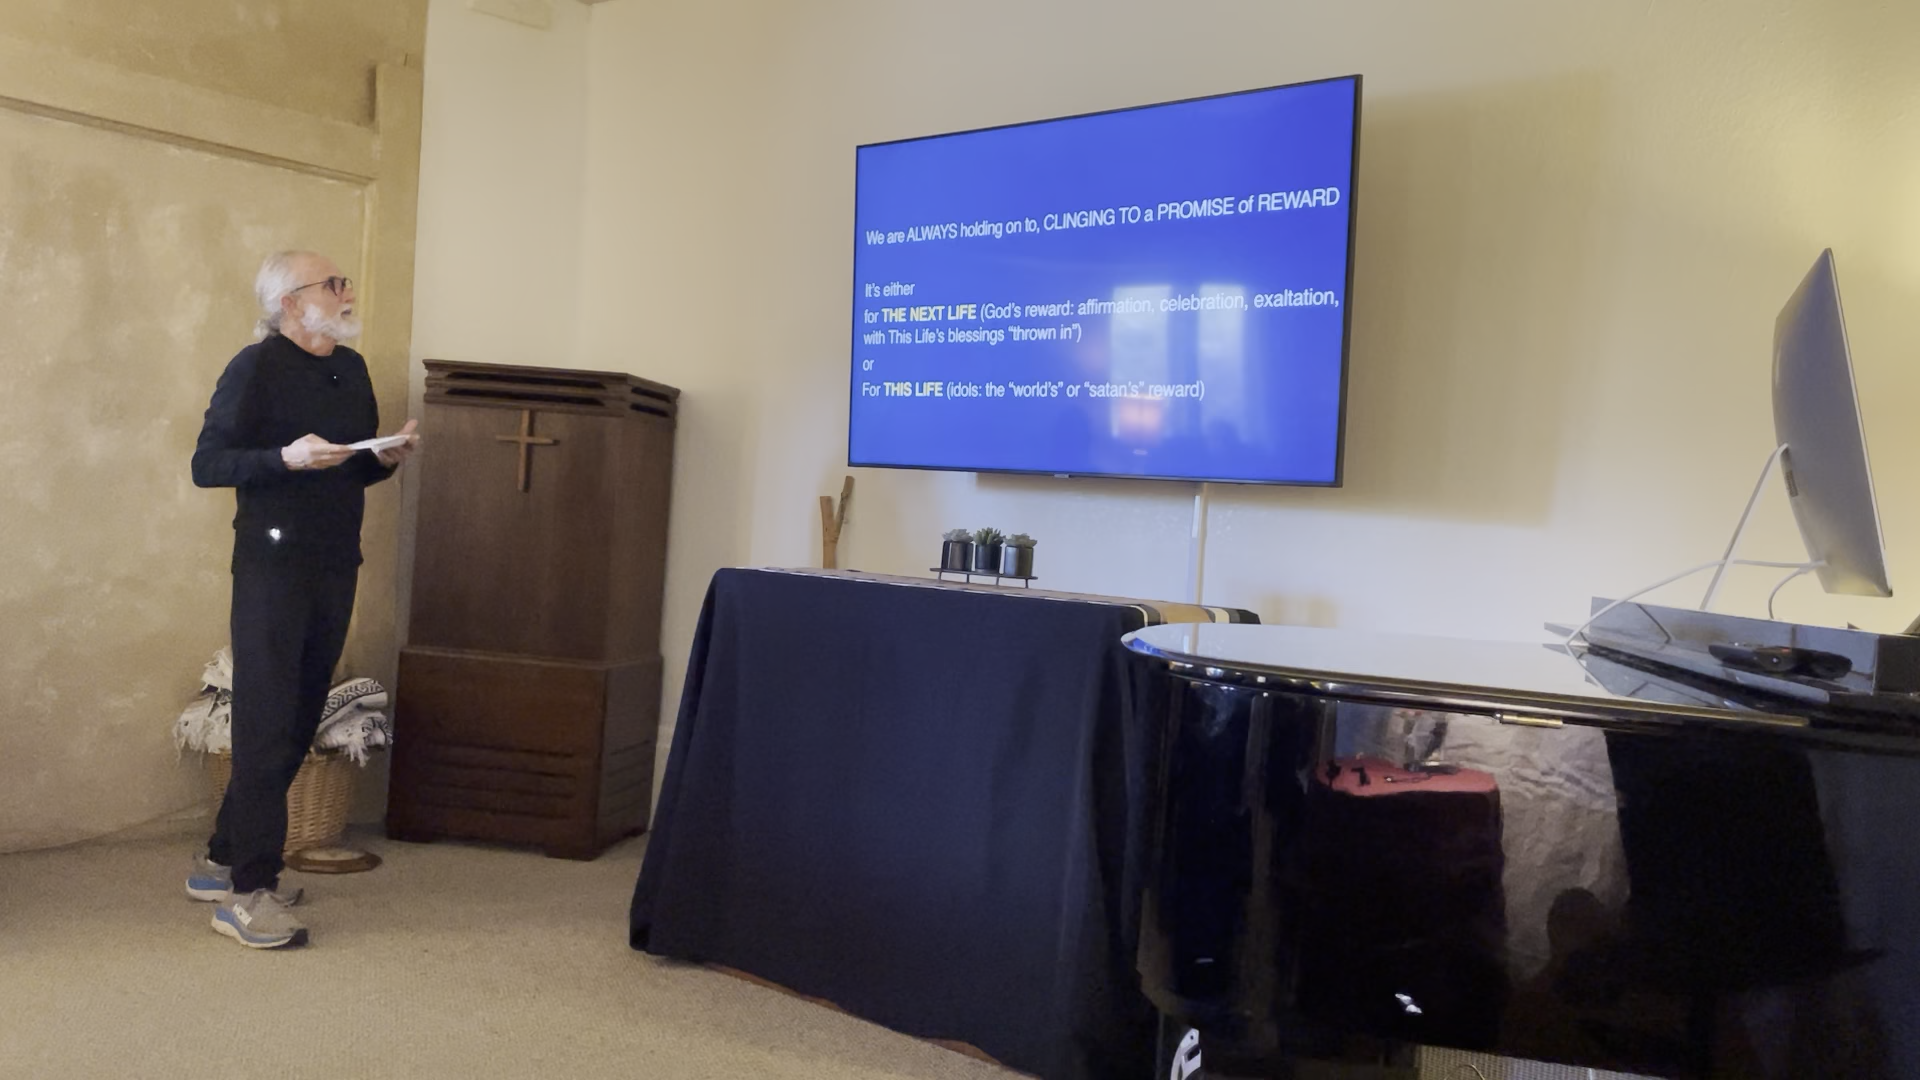 We are ALWAYS holding on to, CLINGING TO a PROMISE of REWARD
It's either
for THE NEXT LIFE (God's reward: affirmation, celebration, exaltation,
with This Life's blessings “thrown in”)
or
For THIS LIFE (idols: the “world's” or “satan's” reward)